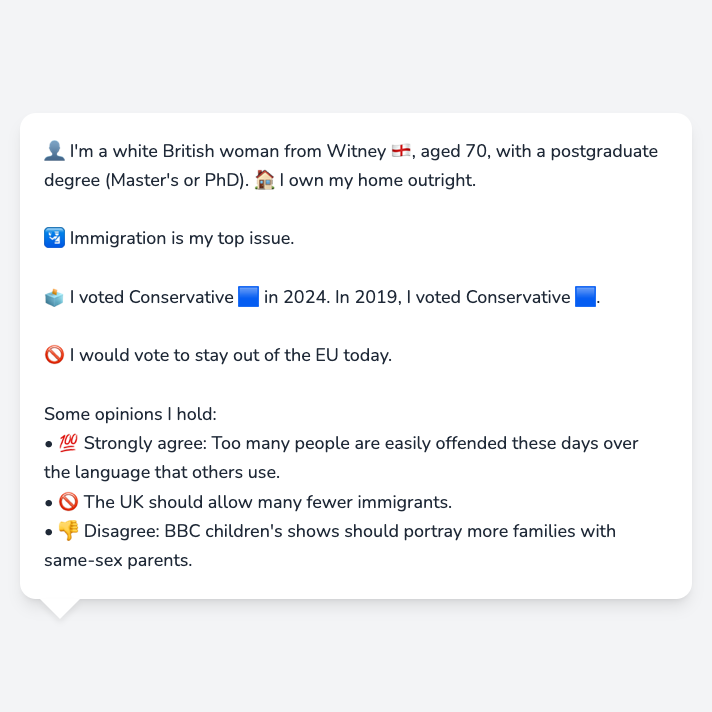 👤 I'm a white British woman from Witney 🏴󠁧󠁢󠁥󠁮󠁧󠁿, aged 70, with a postgraduate
degree (Master's or PhD). 🏠 I own my home outright.
🛂 Immigration is my top issue.
🗳️ I voted Conservative 🟦 in 2024. In 2019, I voted Conservative 🟦.
🚫 I would vote to stay out of the EU today.
Some opinions I hold:
• 💯 Strongly agree: Too many people are easily offended these days over
the language that others use.
• 🚫 The UK should allow many fewer immigrants.
• 👎 Disagree: BBC children's shows should portray more families with
same-sex parents.